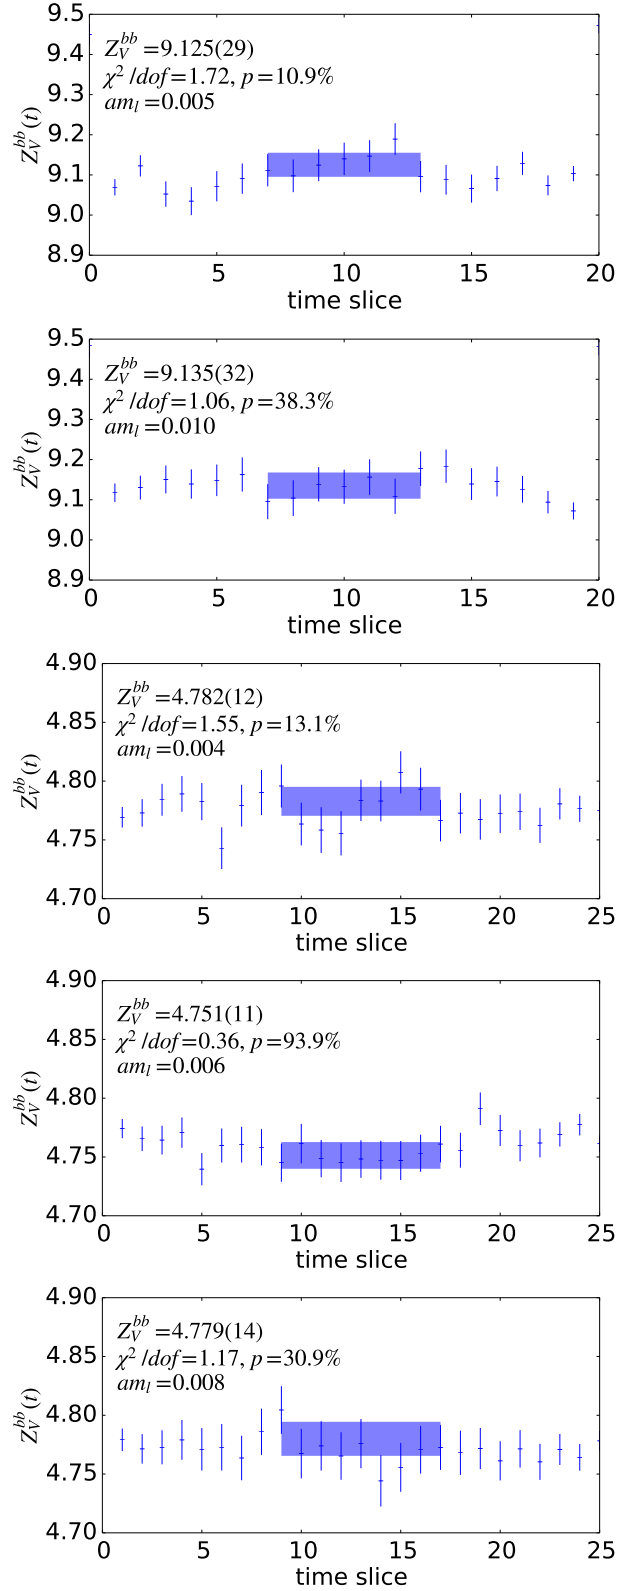 9.5
9.4
9.3
9.2
9.1
9.0
8.9
Z_V^{bb}(t)
Z_V^{bb}=9.125(29)
χ²/dof=1.72, p=10.9%
am_l=0.005
0 5 10 15 20
time slice
9.5
9.4
9.3
9.2
9.1
9.0
8.9
Z_V^{bb}(t)
Z_V^{bb}=9.135(32)
χ²/dof=1.06, p=38.3%
am_l=0.010
0 5 10 15 20
time slice
4.90
4.85
4.80
4.75
4.70
Z_V^{bb}(t)
Z_V^{bb}=4.782(12)
χ²/dof=1.55, p=13.1%
am_l=0.004
0 5 10 15 20 25
time slice
4.90
4.85
4.80
4.75
4.70
Z_V^{bb}(t)
Z_V^{bb}=4.751(11)
χ²/dof=0.36, p=93.9%
am_l=0.006
0 5 10 15 20 25
time slice
4.90
4.85
4.80
4.75
4.70
Z_V^{bb}(t)
Z_V^{bb}=4.779(14)
χ²/dof=1.17, p=30.9%
am_l=0.008
0 5 10 15 20 25
time slice